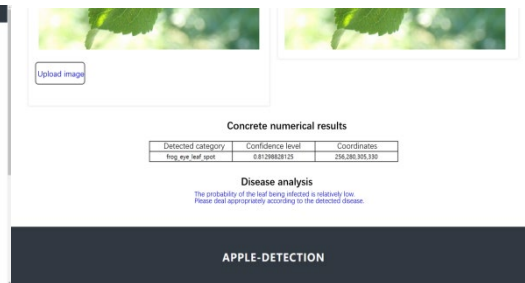 Upload image
Concrete numerical results
Detected category Confidence level Coordinates
frog_eye_leaf_spot 0.81298828125 256,280,305,330
Disease analysis
The probability of the leaf being infected is relatively low.
Please deal appropriately according to the detected disease.
APPLE-DETECTION